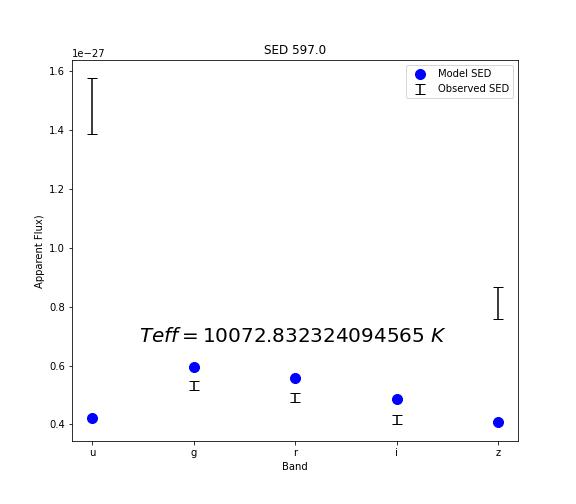 SED 597.0
1e−27
Model SED
Observed SED
1.6
1.4
1.2
1.0
0.8
0.6
0.4
Apparent Flux)
Teff = 10072.832324094565 K
u g r i z
Band